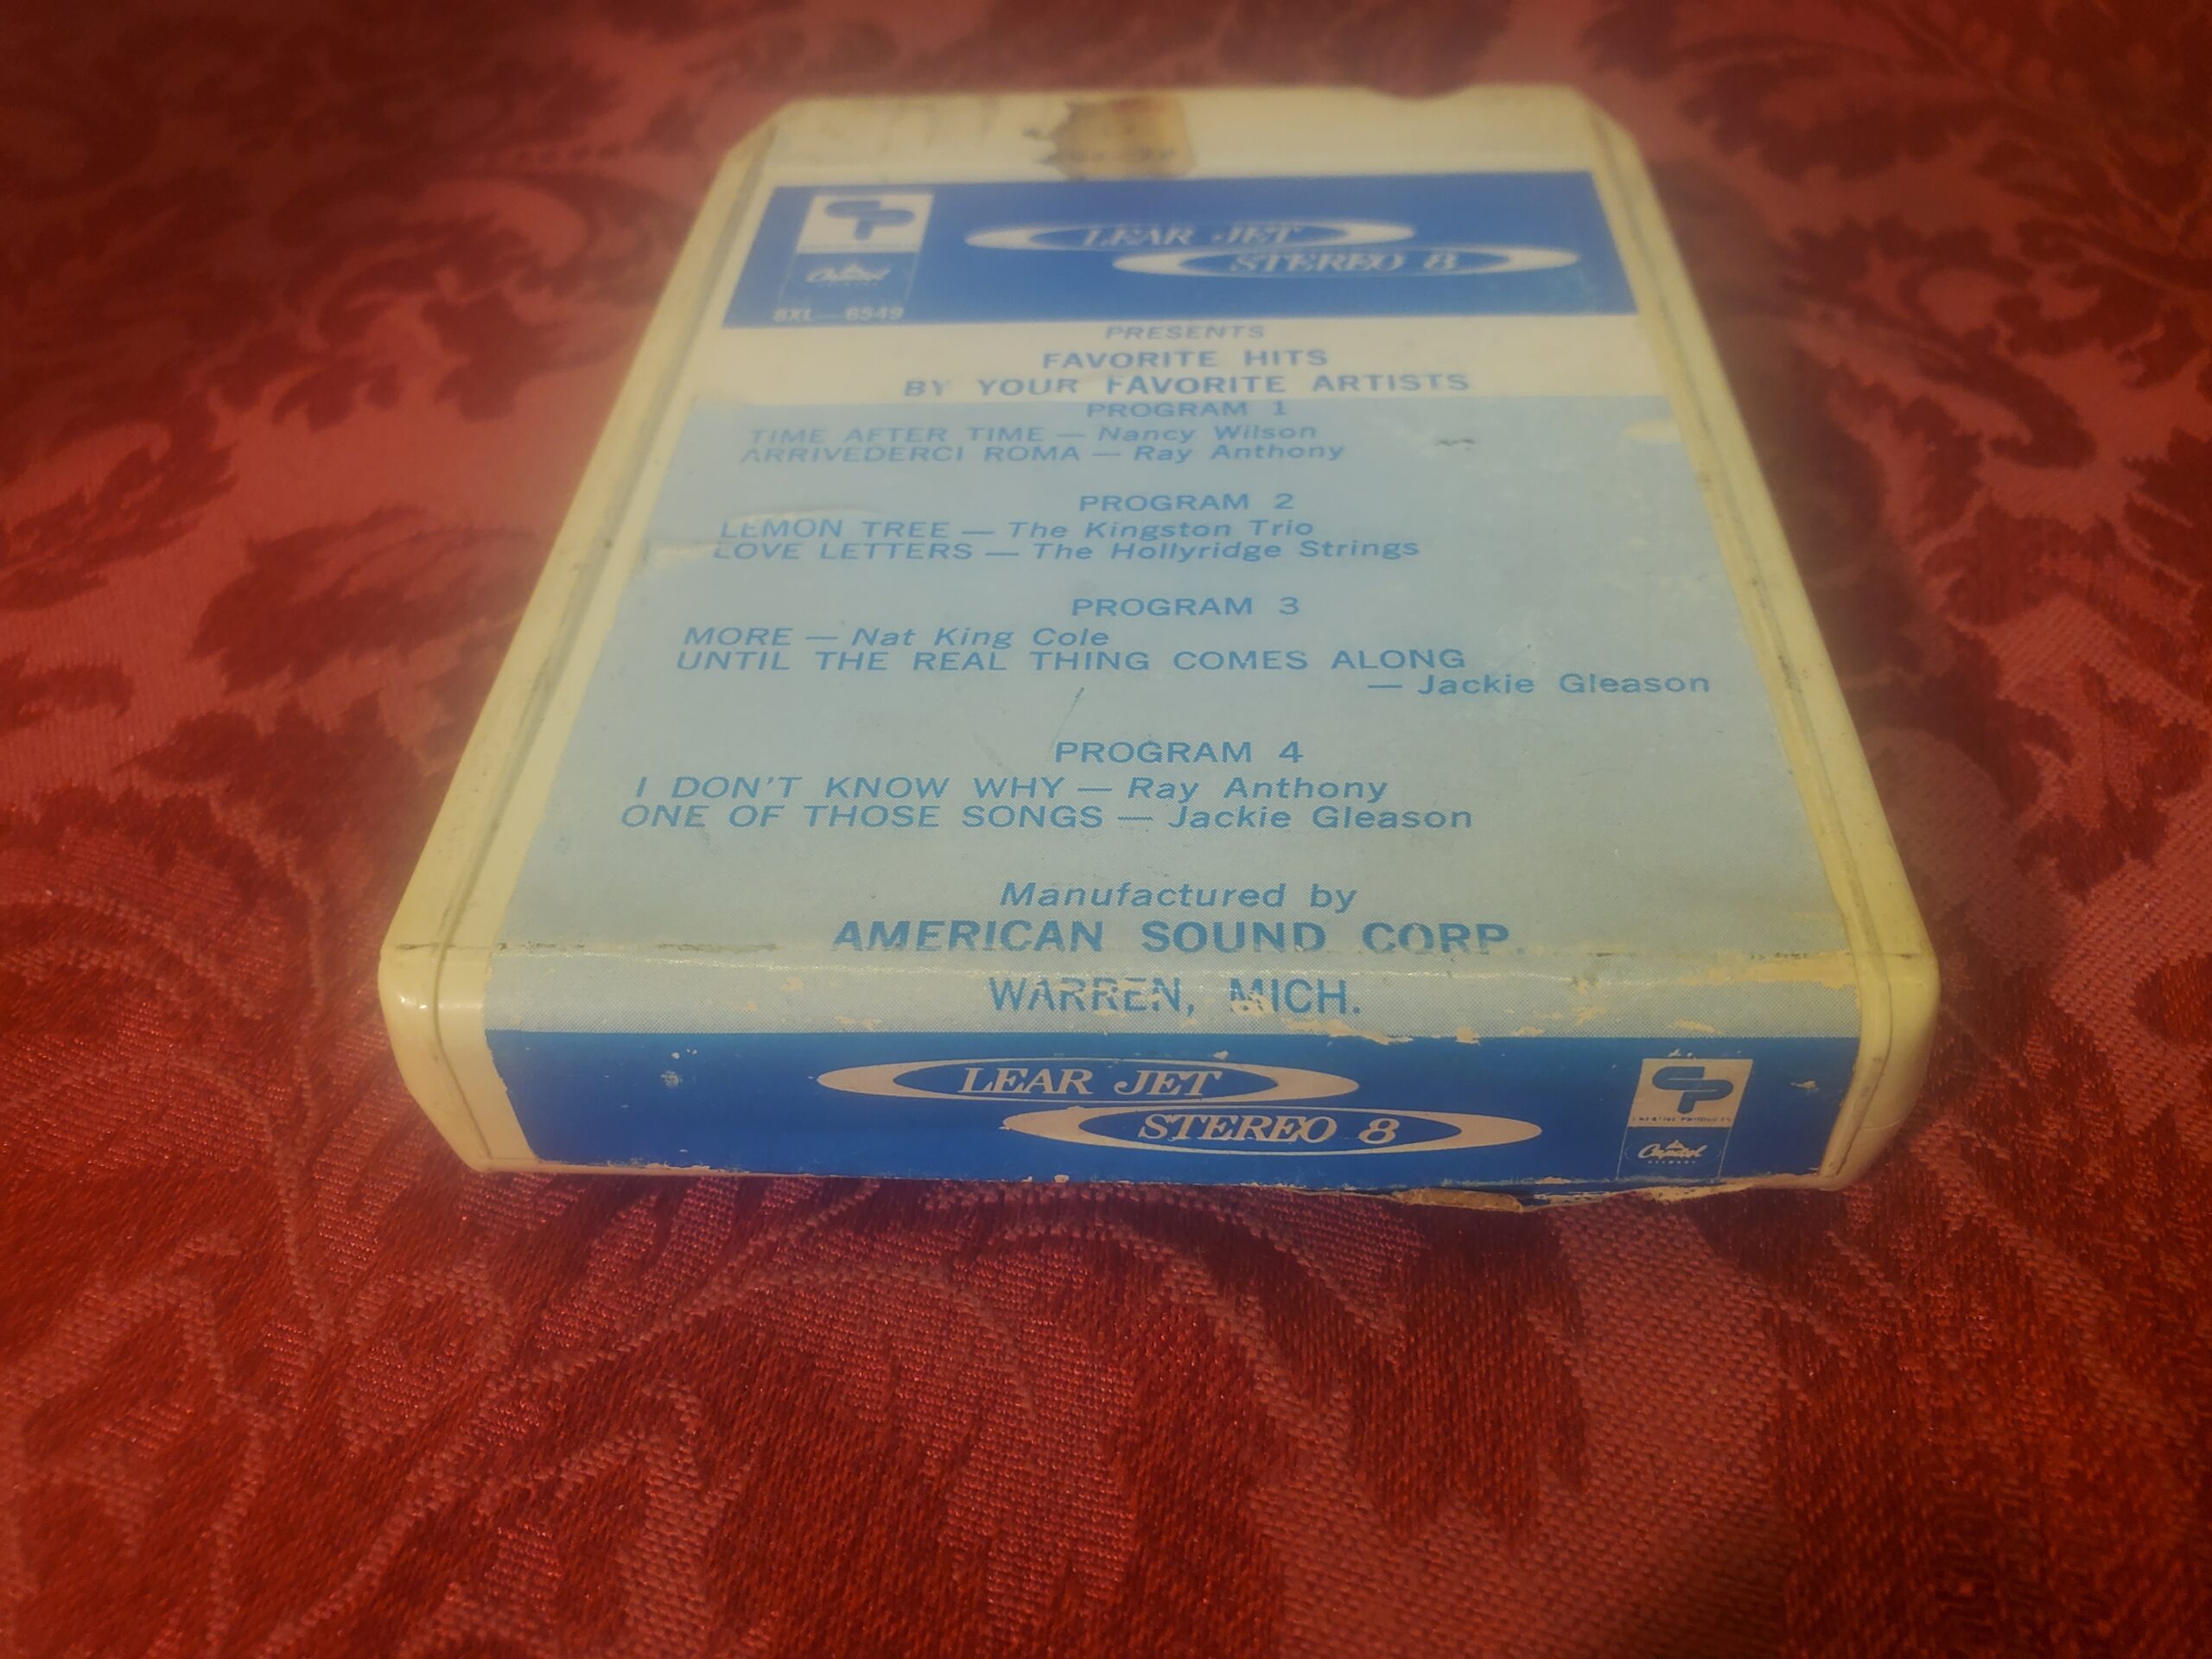 LEAR JET
STEREO 8
Capitol
8XL—6549
PRESENTS
FAVORITE HITS
BY YOUR FAVORITE ARTISTS
PROGRAM 1
TIME AFTER TIME — Nancy Wilson
ARRIVEDERCI ROMA — Ray Anthony
PROGRAM 2
LEMON TREE — The Kingston Trio
LOVE LETTERS — The Hollyridge Strings
PROGRAM 3
MORE — Nat King Cole
UNTIL THE REAL THING COMES ALONG
— Jackie Gleason
PROGRAM 4
I DON'T KNOW WHY — Ray Anthony
ONE OF THOSE SONGS — Jackie Gleason
Manufactured by
AMERICAN SOUND CORP.
WARREN, MICH.
LEAR JET
STEREO 8
CP
Capitol